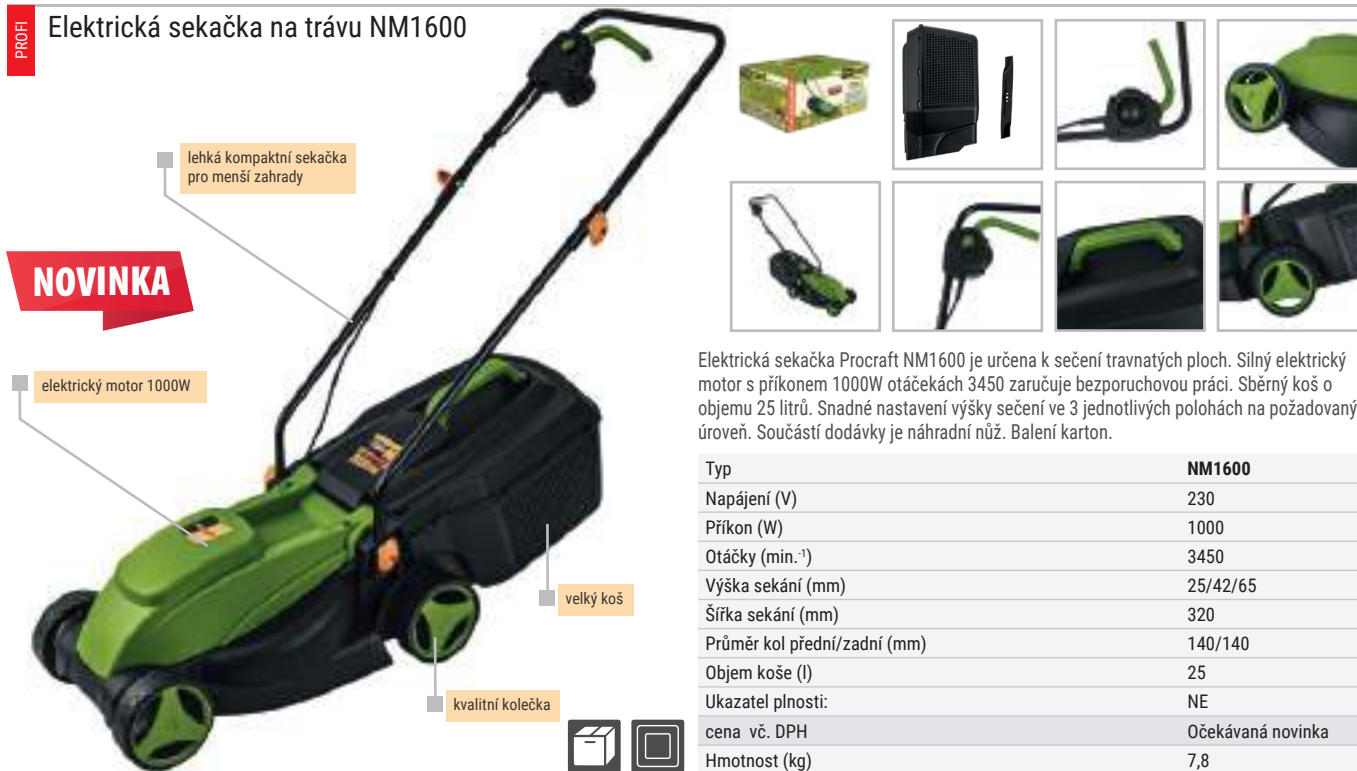 PROFI
Elektrická sekačka na trávu NM1600
lehká kompaktní sekačka
pro menší zahrady
NOVINKA
elektrický motor 1000W
velký koš
kvalitní kolečka
Elektrická sekačka Procraft NM1600 je určena k sečení travnatých ploch. Silný elektrický
motor s příkonem 1000W otáčekách 3450 zaručuje bezporuchovou práci. Sběrný koš o
objemu 25 litrů. Snadné nastavení výšky sečení ve 3 jednotlivých polohách na požadovaný
úroveň. Součástí dodávky je náhradní nůž. Balení karton.
Typ NM1600
Napájení (V) 230
Příkon (W) 1000
Otáčky (min.⁻¹) 3450
Výška sekání (mm) 25/42/65
Šířka sekání (mm) 320
Průměr kol přední/zadní (mm) 140/140
Objem koše (l) 25
Ukazatel plnosti: NE
cena vč. DPH Očekávaná novinka
Hmotnost (kg) 7,8